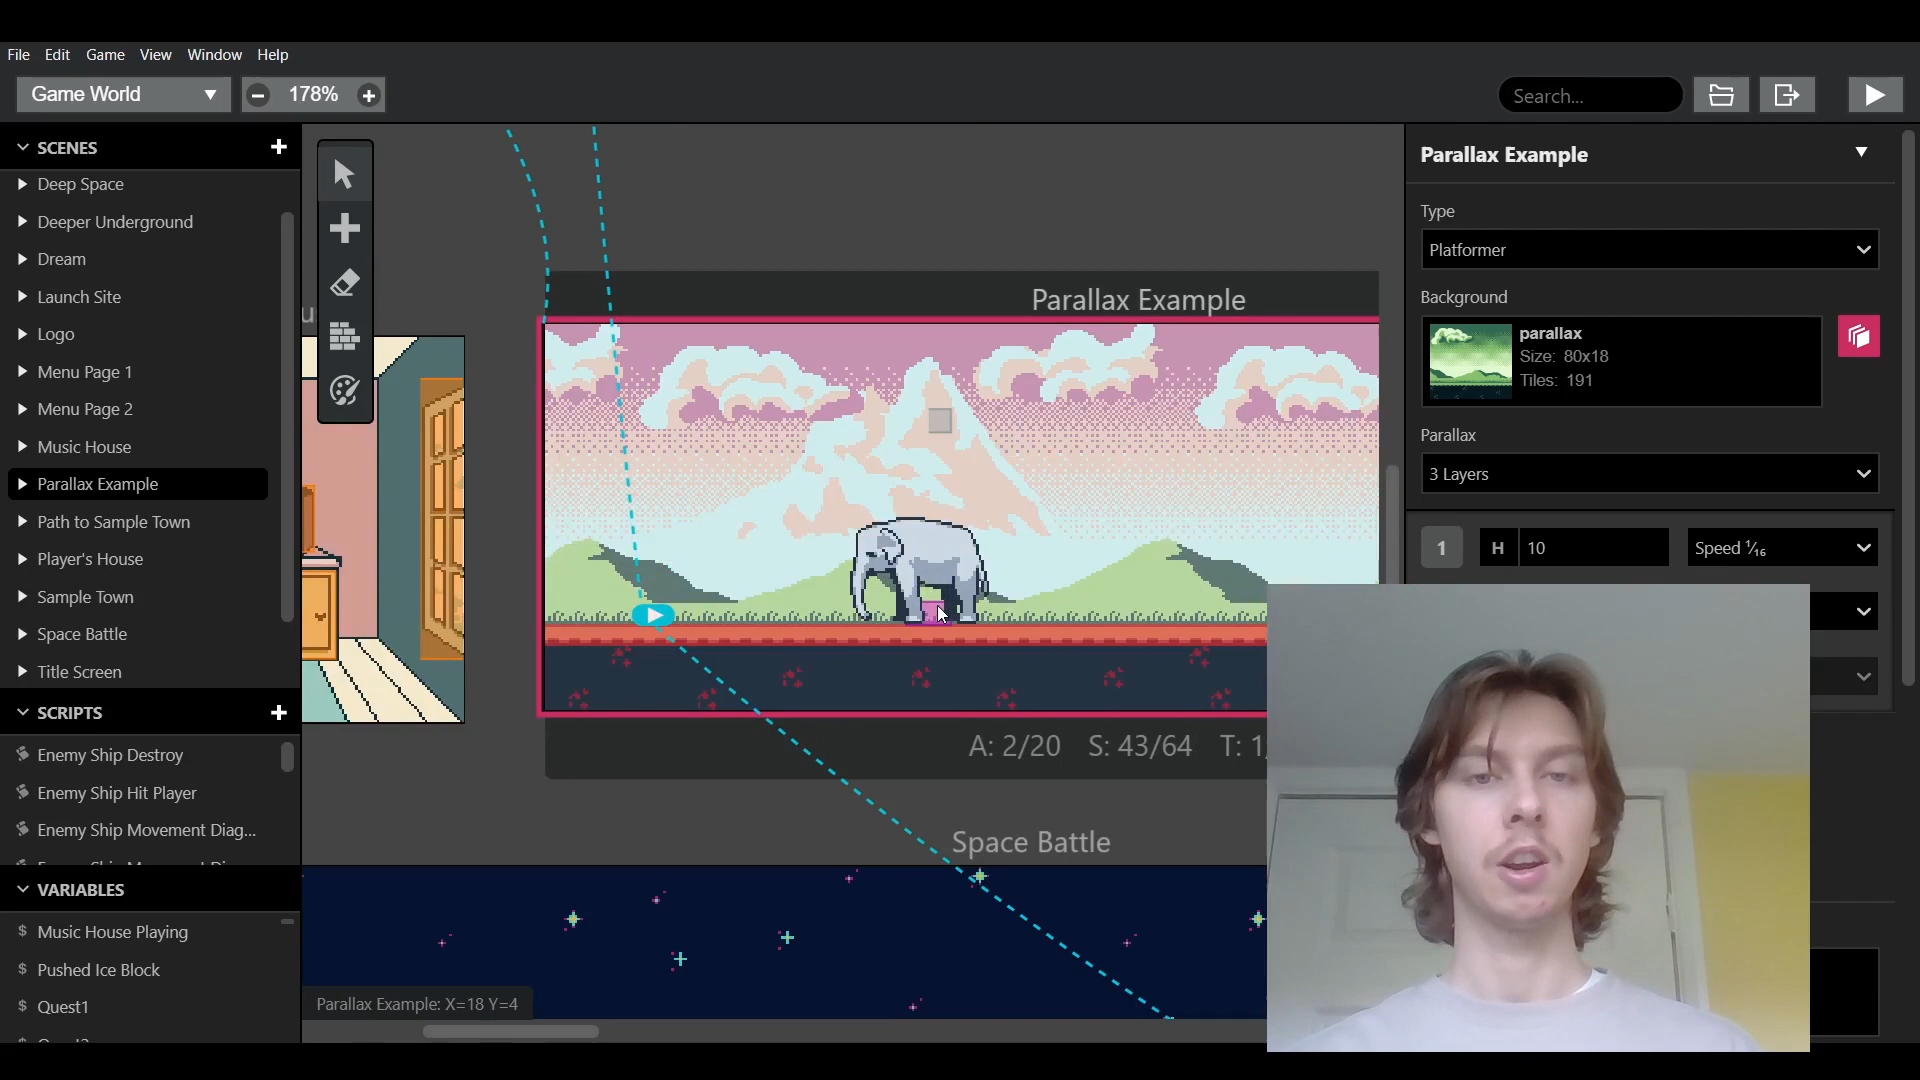 File Edit Game View Window Help
Game World
178%
Search...
SCENES
Deep Space
Deeper Underground
Dream
Launch Site
Logo
Menu Page 1
Menu Page 2
Music House
Parallax Example
Path to Sample Town
Player's House
Sample Town
Space Battle
Title Screen
SCRIPTS
Enemy Ship Destroy
Enemy Ship Hit Player
Enemy Ship Movement Diag...
VARIABLES
$ Music House Playing
$ Pushed Ice Block
$ Quest1
Parallax Example
A: 2/20 S: 43/64 T: 1/
Space Battle
Parallax Example: X=18 Y=4
Parallax Example
Type
Platformer
Background
parallax
Size: 80x18
Tiles: 191
Parallax
3 Layers
1 H 10 Speed 1⁄16